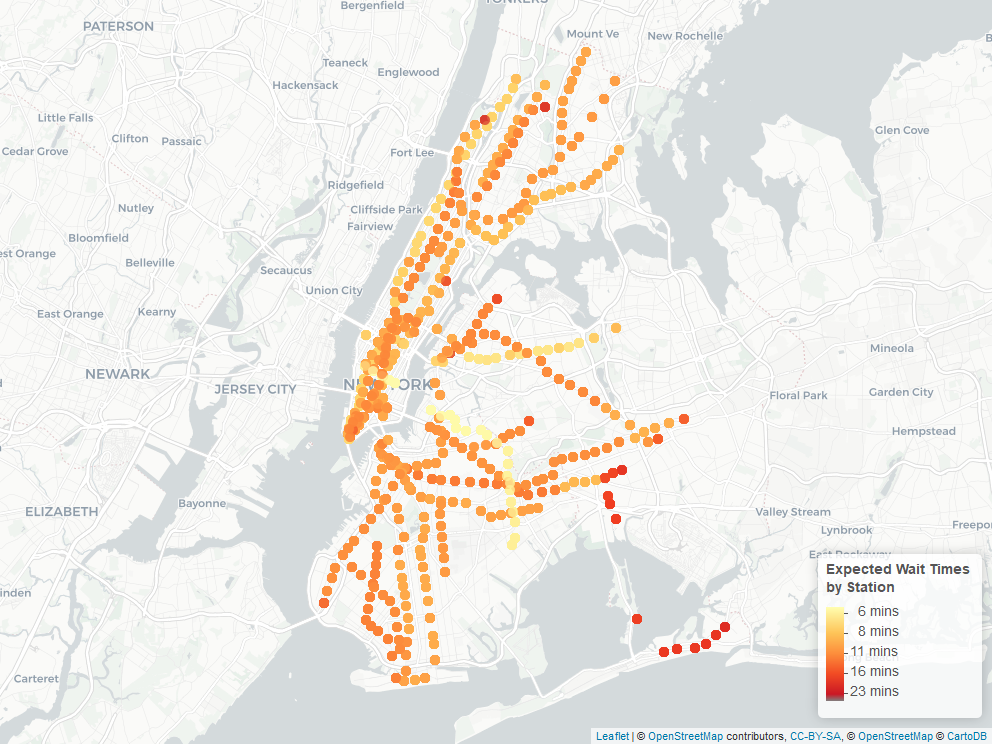 Bergenfield
YONKERS
PATERSON
Mount Ve
New Rochelle
Teaneck
Englewood
Hackensack
Little Falls
Clifton
Passaic
Glen Cove
Cedar Grove
Fort Lee
Ridgefield
Nutley
Cliffside Park
Fairview
Bloomfield
est Orange
Belleville
Secaucus
Union City
East Orange
Kearny
Mineola
NEWARK
JERSEY CITY
NEW YORK
Floral Park
Garden City
Hempstead
ELIZABETH
Bayonne
Valley Stream
Lynbrook
Freepor
East Rockaway
inden
Carteret
Expected Wait Times
by Station
6 mins
8 mins
11 mins
16 mins
23 mins
Leaflet | © OpenStreetMap contributors, CC-BY-SA, © OpenStreetMap © CartoDB